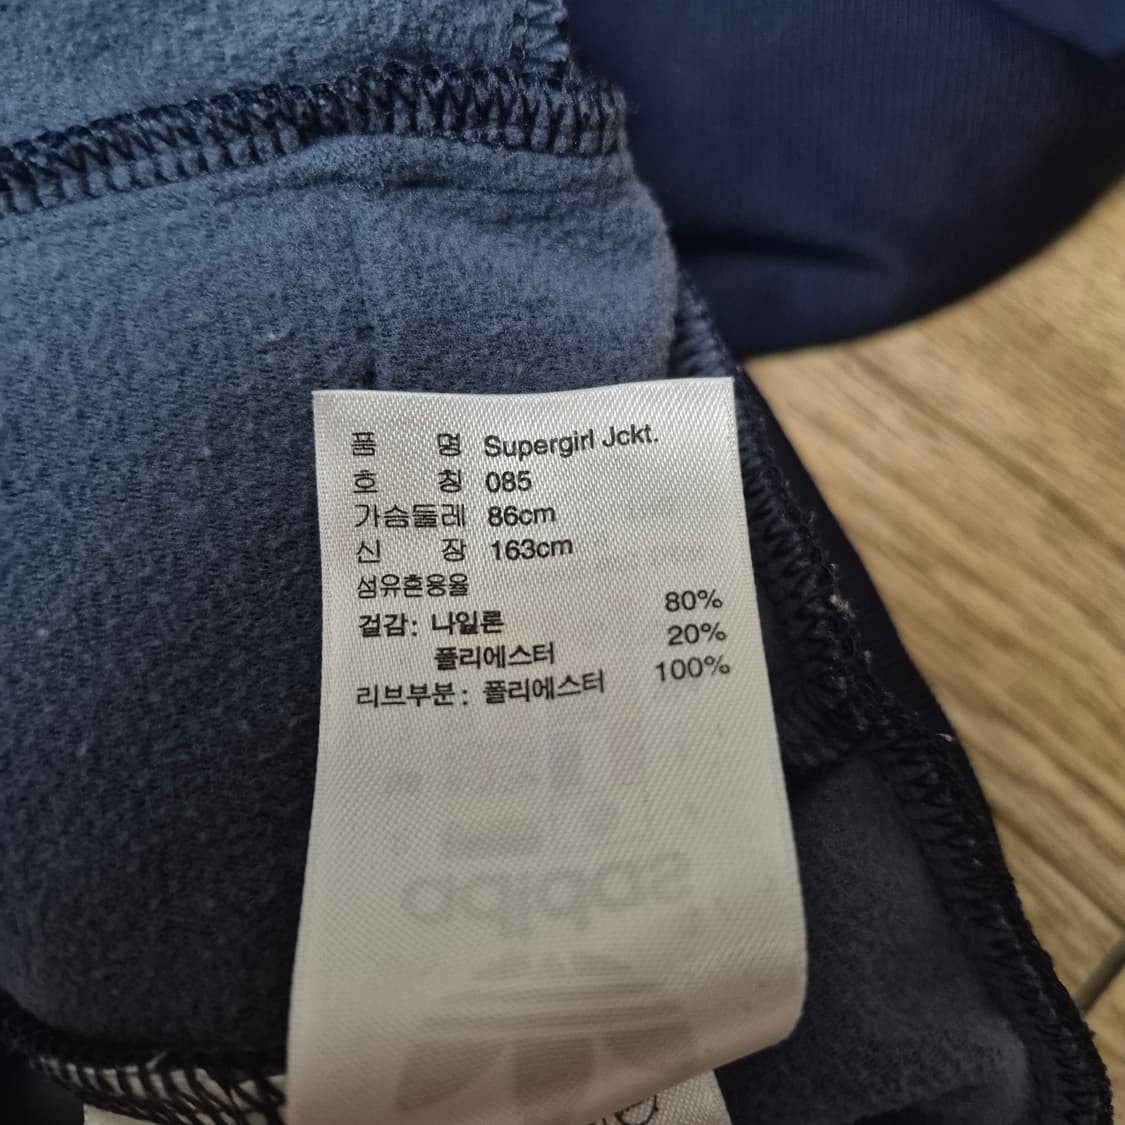 품 명 Supergirl Jckt.
호 칭 085
가슴둘레 86cm
신 장 163cm
섬유혼용율
겉감: 나일론 80%
폴리에스터 20%
리브부분: 폴리에스터 100%
adidas